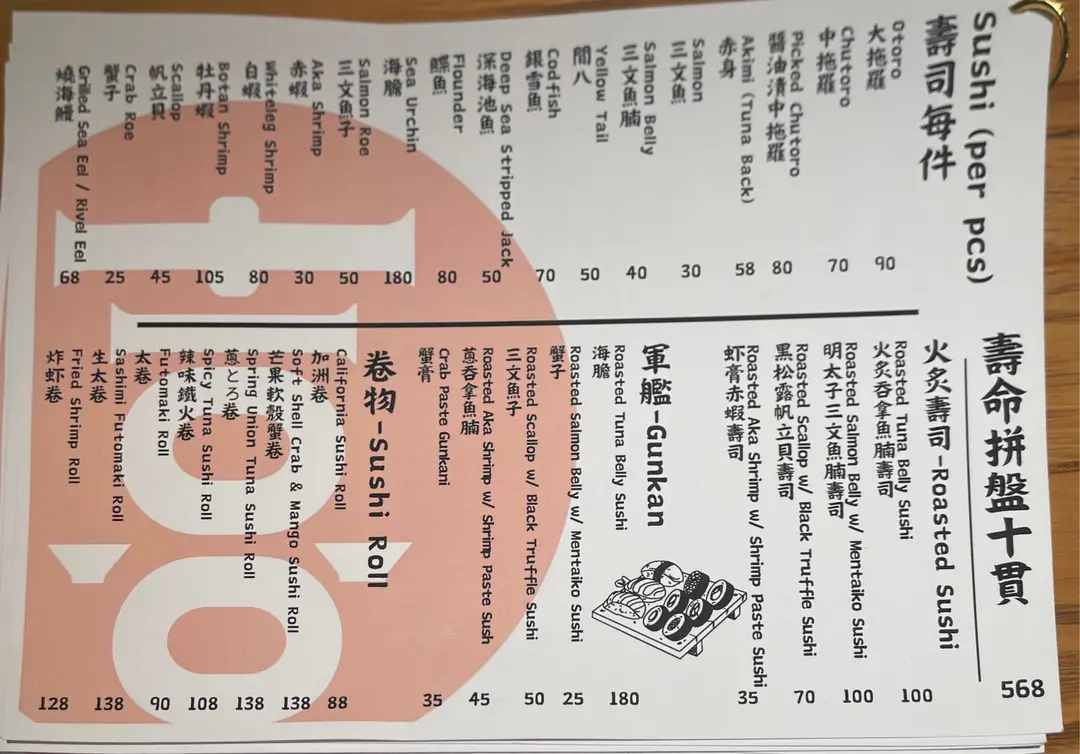 Sushi (per pcs)
壽司每件
Otoro
大拖羅 90
Chutoro
中拖羅 70
Picked Chutoro
醬油漬中拖羅 80
Akimi (Tuna Back)
赤身 58
Salmon
三文魚 30
Salmon Belly
三文魚腩 40
Yellow Tail
間八 50
Codfish
銀雪魚 70
Deep Sea Stripped Jack
深海池魚 50
Flounder
鰈魚 80
Sea Urchin
海膽 180
Salmon Roe
三文魚仔 50
Aka Shrimp
赤蝦 30
Whiteleg Shrimp
白蝦 80
Botan Shrimp
牡丹蝦 105
Scallop
帆立貝 45
Crab Roe
蟹仔 25
Grilled Sea Eel / Rivel Eel
燒海鰻 68
壽命拼盤十貫 568
火炙壽司-Roasted Sushi
Roasted Tuna Belly Sushi
火炙吞拿魚腩壽司 100
Roasted Salmon Belly w/ Mentaiko Sushi
明太子三文魚腩壽司 100
Roasted Scallop w/ Black Truffle Sushi
黑松露帆立貝壽司 70
Roasted Aka Shrimp w/ Shrimp Paste Sushi
虾膏赤蝦壽司 35
軍艦-Gunkan
Roasted Tuna Belly Sushi
海膽 180
Roasted Salmon Belly w/ Mentaiko Sushi
蟹仔 25
Roasted Scallop w/ Black Truffle Sushi
三文魚子 50
Roasted Aka Shrimp w/ Shrimp Paste Sush
蔥吞拿魚腩 45
Crab Paste Gunkani
蟹膏 35
卷物-Sushi Roll
California Sushi Roll
加洲卷 88
Soft Shell Crab & Mango Sushi Roll
芒果軟殼蟹卷 138
Spring Union Tuna Sushi Roll
蔥とろ卷 138
Spicy Tuna Sushi Roll
辣味鐵火卷 108
Futomaki Roll
太卷 90
Sashimi Futomaki Roll
生太卷 138
Fried Shrimp Roll
炸虾卷 128